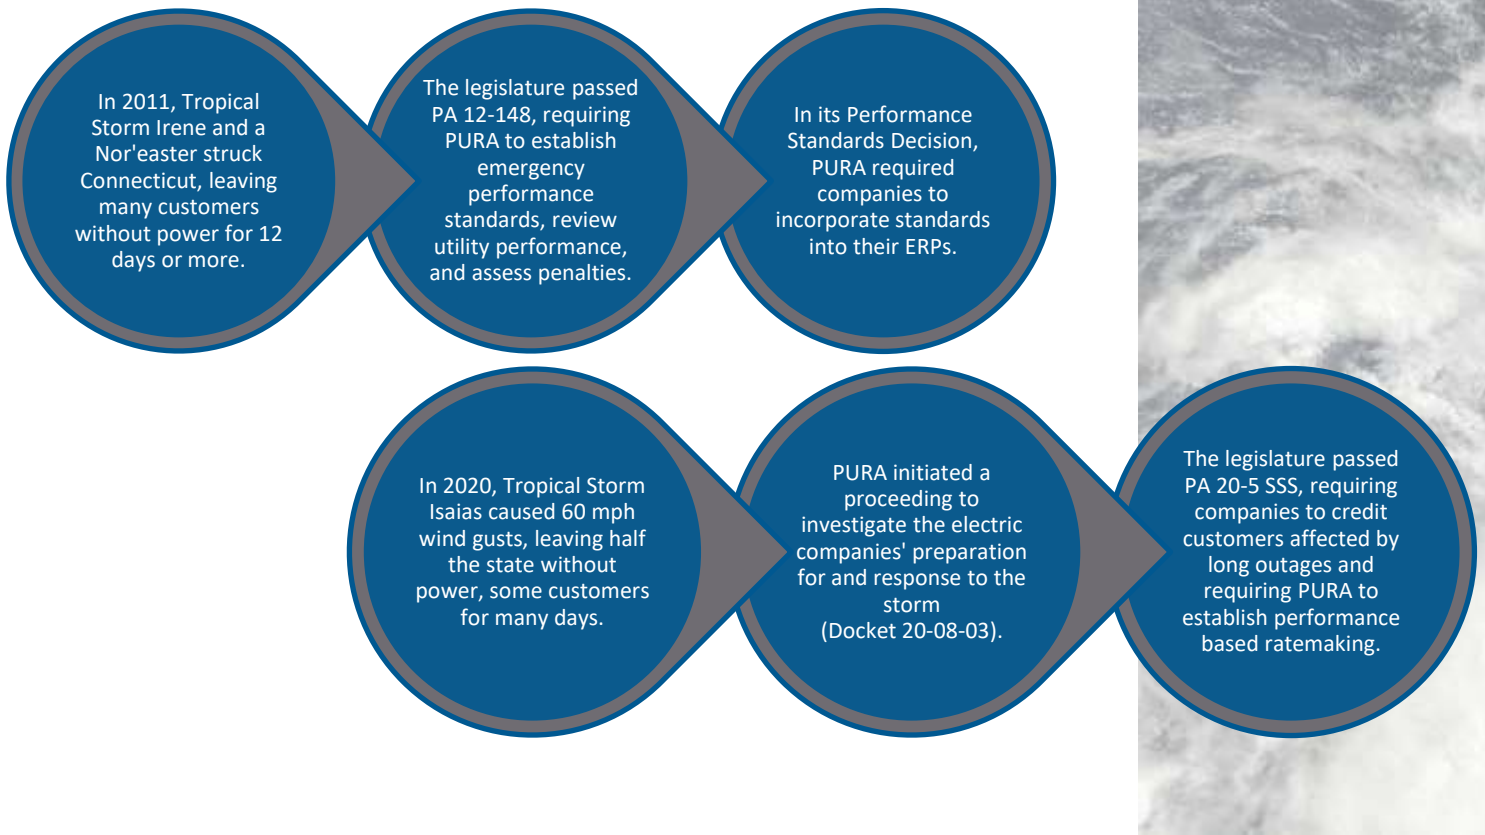 In 2011, Tropical
Storm Irene and a
Nor'easter struck
Connecticut, leaving
many customers
without power for 12
days or more.
The legislature passed
PA 12-148, requiring
PURA to establish
emergency
performance
standards, review
utility performance,
and assess penalties.
In its Performance
Standards Decision,
PURA required
companies to
incorporate standards
into their ERPs.
In 2020, Tropical Storm
Isaias caused 60 mph
wind gusts, leaving half
the state without
power, some customers
for many days.
PURA initiated a
proceeding to
investigate the electric
companies' preparation
for and response to the
storm
(Docket 20-08-03).
The legislature passed
PA 20-5 SSS, requiring
companies to credit
customers affected by
long outages and
requiring PURA to
establish performance
based ratemaking.